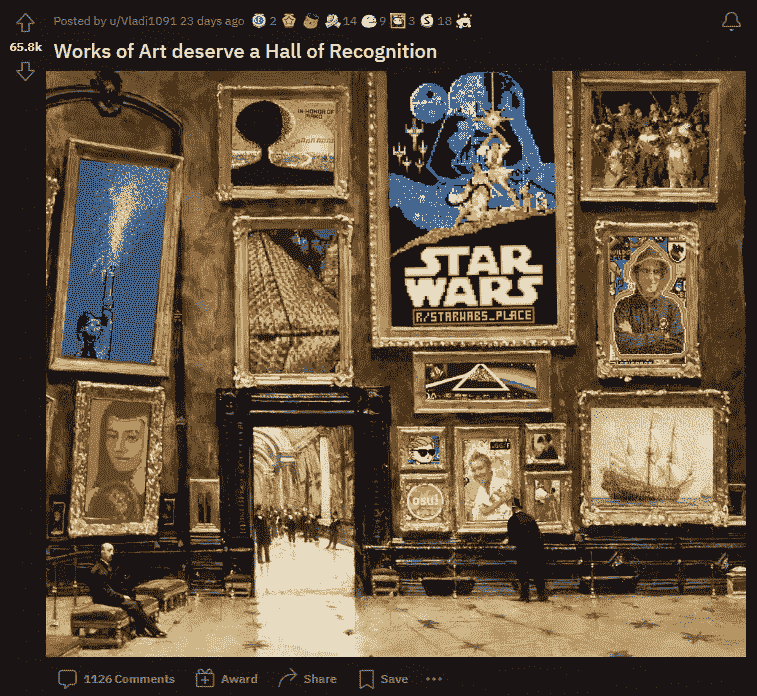 Posted by u/Vladi1091 23 days ago 2 14 9 3 18
65.8k
Works of Art deserve a Hall of Recognition
IN HONOR OF
STAR
WARS
R/STARWARS_PLACE
osu!
1126 Comments Award Share Save